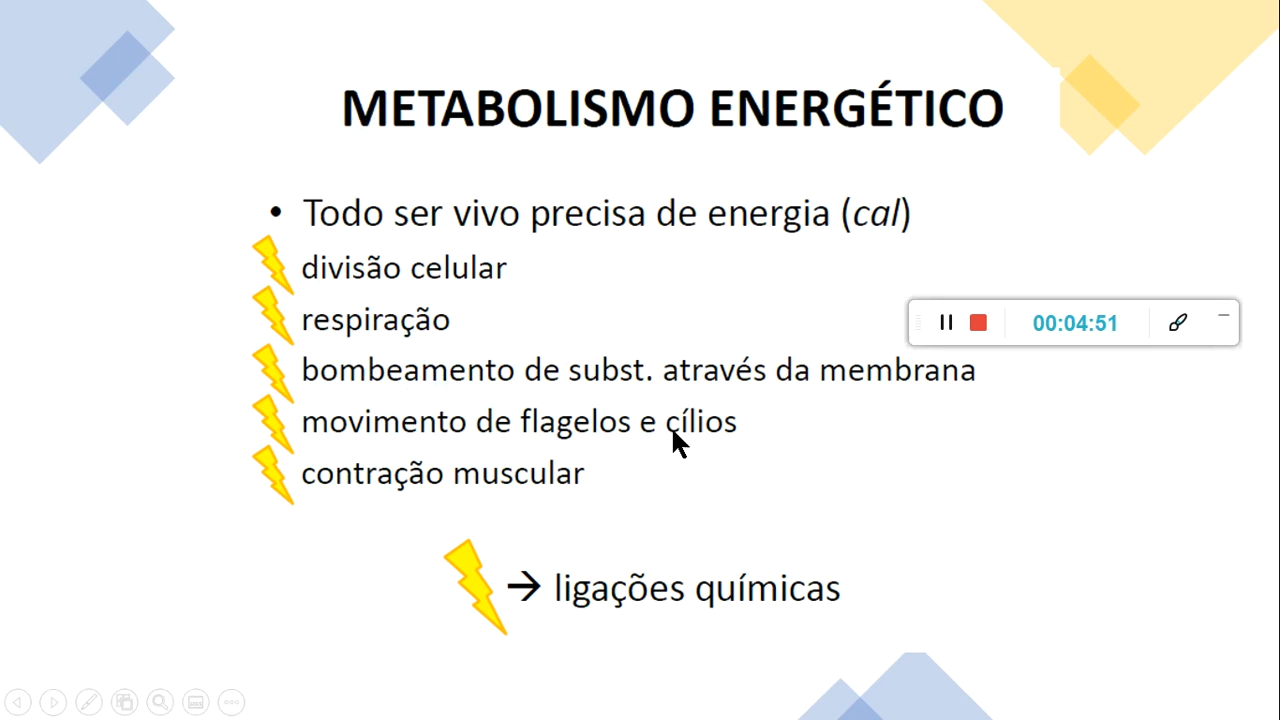 METABOLISMO ENERGÉTICO
• Todo ser vivo precisa de energia (cal)
divisão celular
respiração
00:04:51
bombeamento de subst. através da membrana
movimento de flagelos e cílios
contração muscular
→ ligações químicas